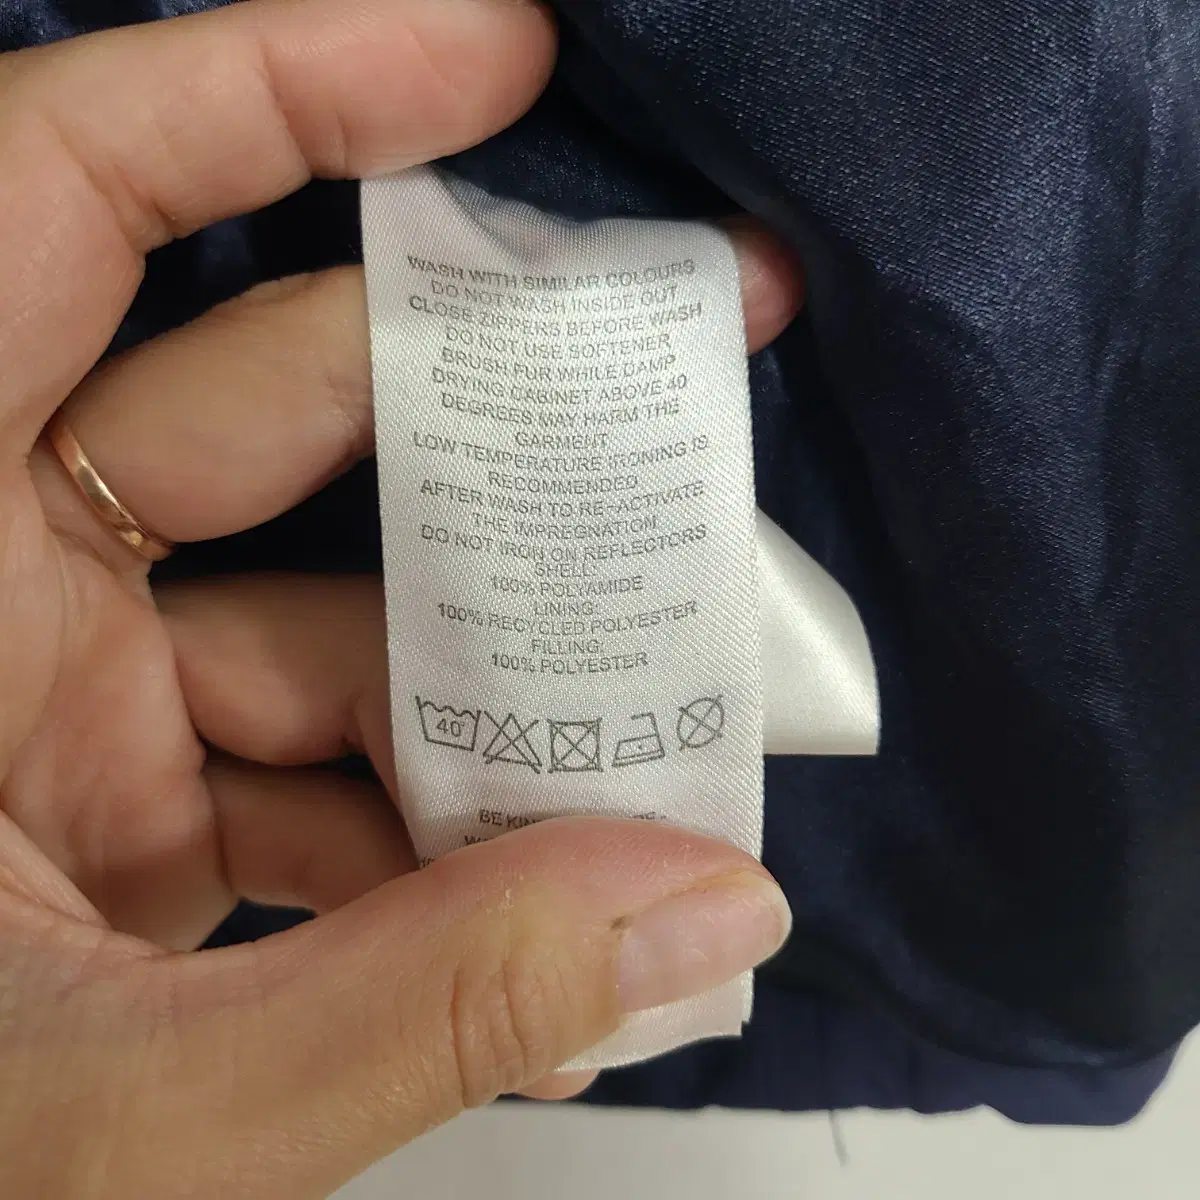 WASH WITH SIMILAR COLOURS
DO NOT WASH INSIDE OUT
CLOSE ZIPPERS BEFORE WASH
DO NOT USE SOFTENER
BRUSH FUR WHILE DAMP
DRYING CABINET ABOVE 40
DEGREES MAY HARM THE
GARMENT
LOW TEMPERATURE IRONING IS
RECOMMENDED
AFTER WASH TO RE-ACTIVATE
THE IMPREGNATION
DO NOT IRON ON REFLECTORS
SHELL:
100% POLYAMIDE
LINING:
100% RECYCLED POLYESTER
FILLING:
100% POLYESTER
40
BE